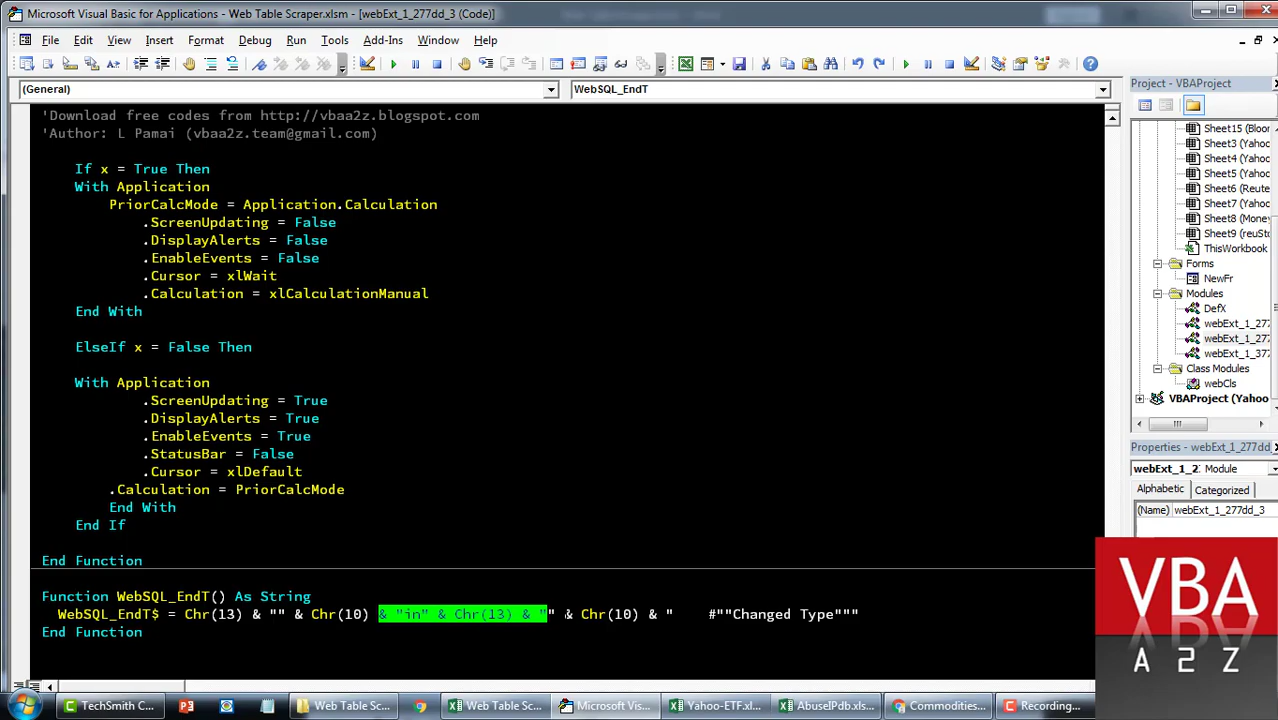 Microsoft Visual Basic for Applications - Web Table Scraper.xlsm - [webExt_1_277dd_3 (Code)]
File Edit View Insert Format Debug Run Tools Add-Ins Window Help
(General) WebSQL_EndT
'Download free codes from http://vbaa2z.blogspot.com
'Author: L Pamai (vbaa2z.team@gmail.com)
If x = True Then
With Application
PriorCalcMode = Application.Calculation
.ScreenUpdating = False
.DisplayAlerts = False
.EnableEvents = False
.Cursor = xlWait
.Calculation = xlCalculationManual
End With
ElseIf x = False Then
With Application
.ScreenUpdating = True
.DisplayAlerts = True
.EnableEvents = True
.StatusBar = False
.Cursor = xlDefault
.Calculation = PriorCalcMode
End With
End If
End Function
Function WebSQL_EndT() As String
WebSQL_EndT$ = Chr(13) & "" & Chr(10) & "in" & Chr(13) & "" & Chr(10) & "    #""Changed Type"""
End Function
Project - VBAProject
Sheet15 (Bloor
Sheet3 (Yahoo
Sheet4 (Yahoo
Sheet5 (Yahoo
Sheet6 (Reute
Sheet7 (Yahoo
Sheet8 (Money
Sheet9 (reuSto
ThisWorkbook
Forms
NewFr
Modules
DefX
webExt_1_277
webExt_1_277
webExt_1_377
Class Modules
webCls
VBAProject (Yahoo
Properties - webExt_1_277dd
webExt_1_2 Module
Alphabetic Categorized
(Name) webExt_1_277dd_3
VBA
A2Z
TechSmith C... Web Table Sc... Web Table Sc... Microsoft Vis... Yahoo-ETF.xl... AbuseIPdb.xls... Commodities... Recording...